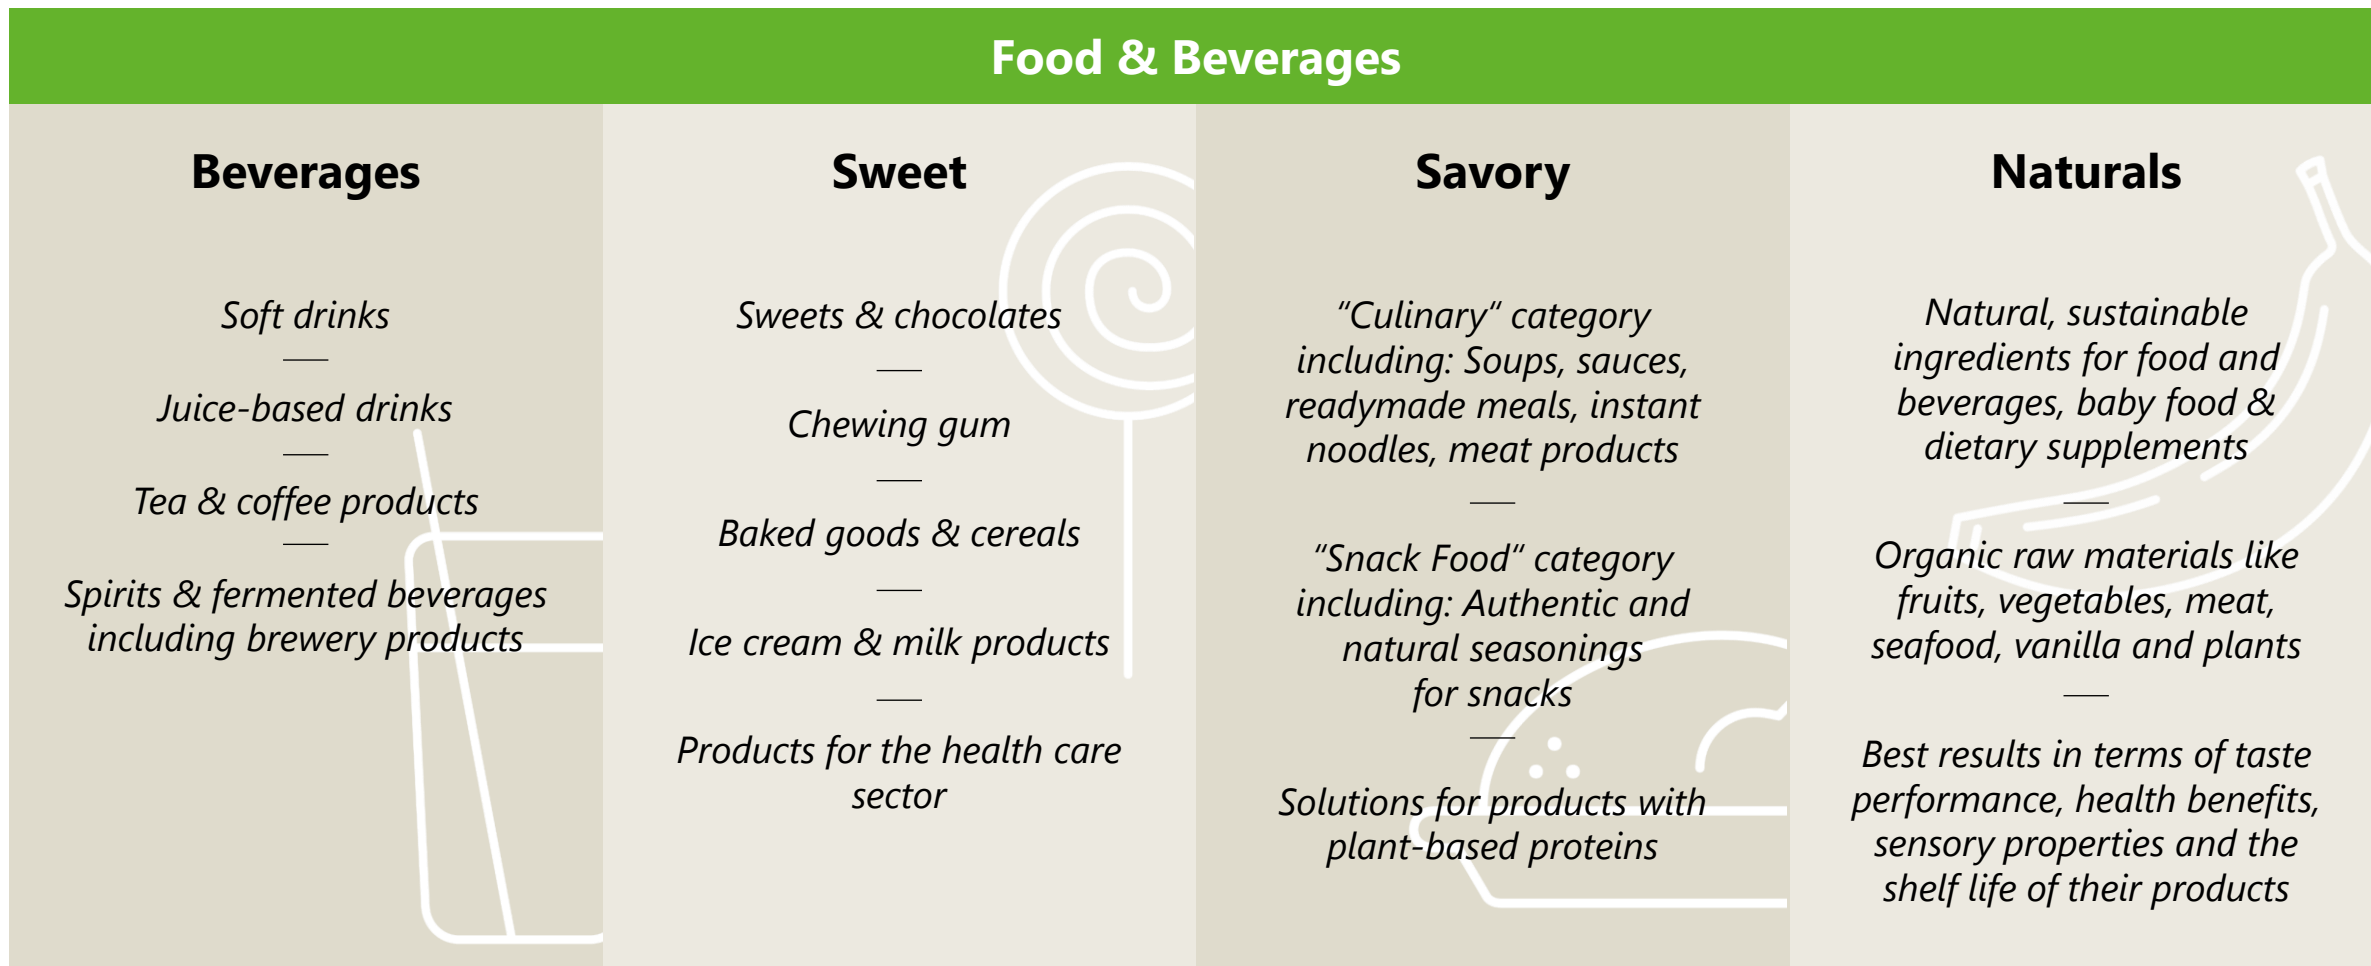 Food & Beverages
Beverages
Soft drinks
Juice-based drinks
Tea & coffee products
Spirits & fermented beverages
including brewery products
Sweet
Sweets & chocolates
Chewing gum
Baked goods & cereals
Ice cream & milk products
Products for the health care
sector
Savory
“Culinary“ category
including: Soups, sauces,
readymade meals, instant
noodles, meat products
“Snack Food“ category
including: Authentic and
natural seasonings
for snacks
Solutions for products with
plant-based proteins
Naturals
Natural, sustainable
ingredients for food and
beverages, baby food &
dietary supplements
Organic raw materials like
fruits, vegetables, meat,
seafood, vanilla and plants
Best results in terms of taste
performance, health benefits,
sensory properties and the
shelf life of their products